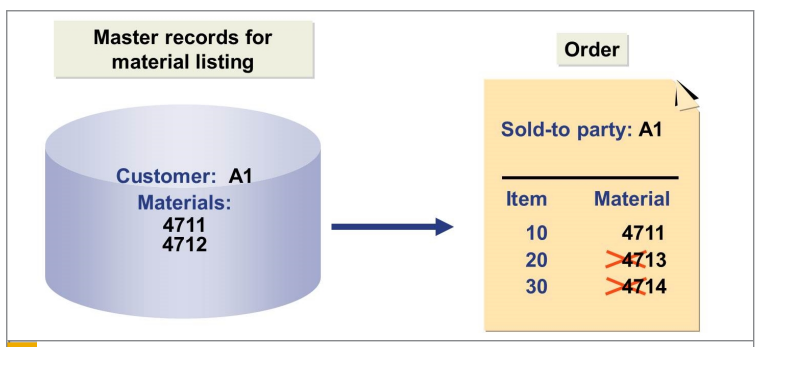 Master records for
material listing
Customer: A1
Materials:
4711
4712
Order
Sold-to party: A1
Item Material
10 4711
20 4713
30 4714